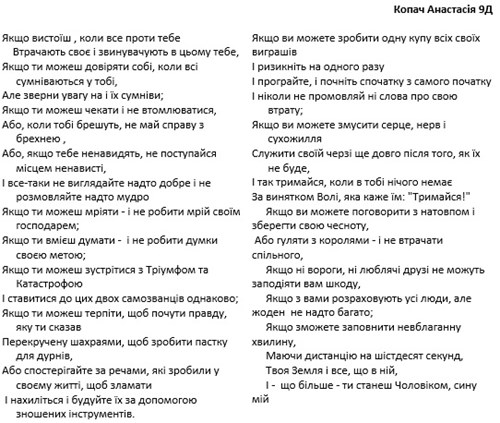 Копач Анастасія 9Д
Якщо вистоїш , коли все проти тебе
Втрачають своє і звинувачують в цьому тебе,
Якщо ти можеш довіряти собі, коли всі
сумніваються у тобі,
Але зверни увагу на і їх сумніви;
Якщо ти можеш чекати і не втомлюватися,
Або, коли тобі брешуть, не май справу з
брехнею ,
Або, якщо тебе ненавидять, не поступайся
місцем ненависті,
І все-таки не виглядайте надто добре і не
розмовляйте надто мудро
Якщо ти можеш мріяти - і не робити мрій своїм
господарем;
Якщо ти вмієш думати -  і не робити думки
своєю метою;
Якщо ти можеш зустрітися з Тріумфом та
Катастрофою
І ставитися до цих двох самозванців однаково;
Якщо ти можеш терпіти, щоб почути правду,
яку ти сказав
Перекручену шахраями, щоб зробити пастку
для дурнів,
Або спостерігайте за речами, які зробили у
своєму житті, щоб зламати
І нахиліться і будуйте їх за допомогою
зношених інструментів.
Якщо ви можете зробити одну купу всіх своїх
виграшів
І ризикніть на одного разу
І програйте, і почніть спочатку з самого початку
І ніколи не промовляй ні слова про свою
втрату;
Якщо ви можете змусити серце, нерв і
сухожилля
Служити своїй черзі ще довго після того, як їх
не буде,
І так тримайся, коли в тобі нічого немає
За винятком Волі, яка каже їм: "Тримайся!"
Якщо ви можете поговорити з натовпом і
зберегти свою чесноту,
Або гуляти з королями - і не втрачати
спільного,
Якщо ні вороги, ні люблячі друзі не можуть
заподіяти вам шкоду,
Якщо з вами розраховують усі люди, але
жоден  не надто багато;
Якщо зможете заповнити невблаганну
хвилину,
Маючи дистанцію на шістдесят секунд,
Твоя Земля і все, що в ній,
І -  що більше - ти станеш Чоловіком, сину
мій